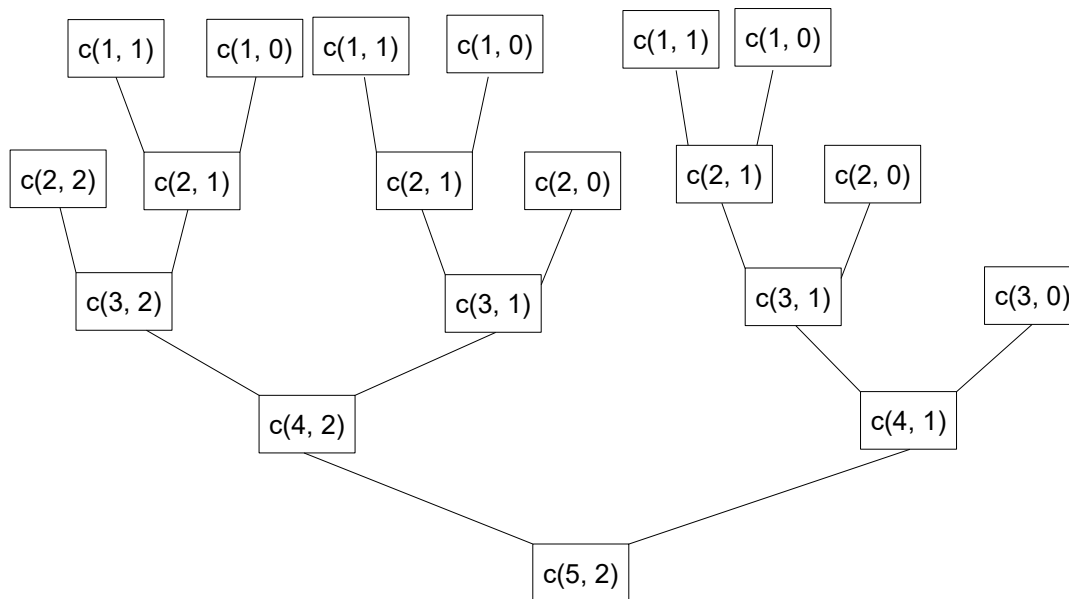 c(1, 1) c(1, 0) c(1, 1) c(1, 0) c(1, 1) c(1, 0)
c(2, 2) c(2, 1) c(2, 1) c(2, 0) c(2, 1) c(2, 0)
c(3, 2) c(3, 1) c(3, 1) c(3, 0)
c(4, 2) c(4, 1)
c(5, 2)